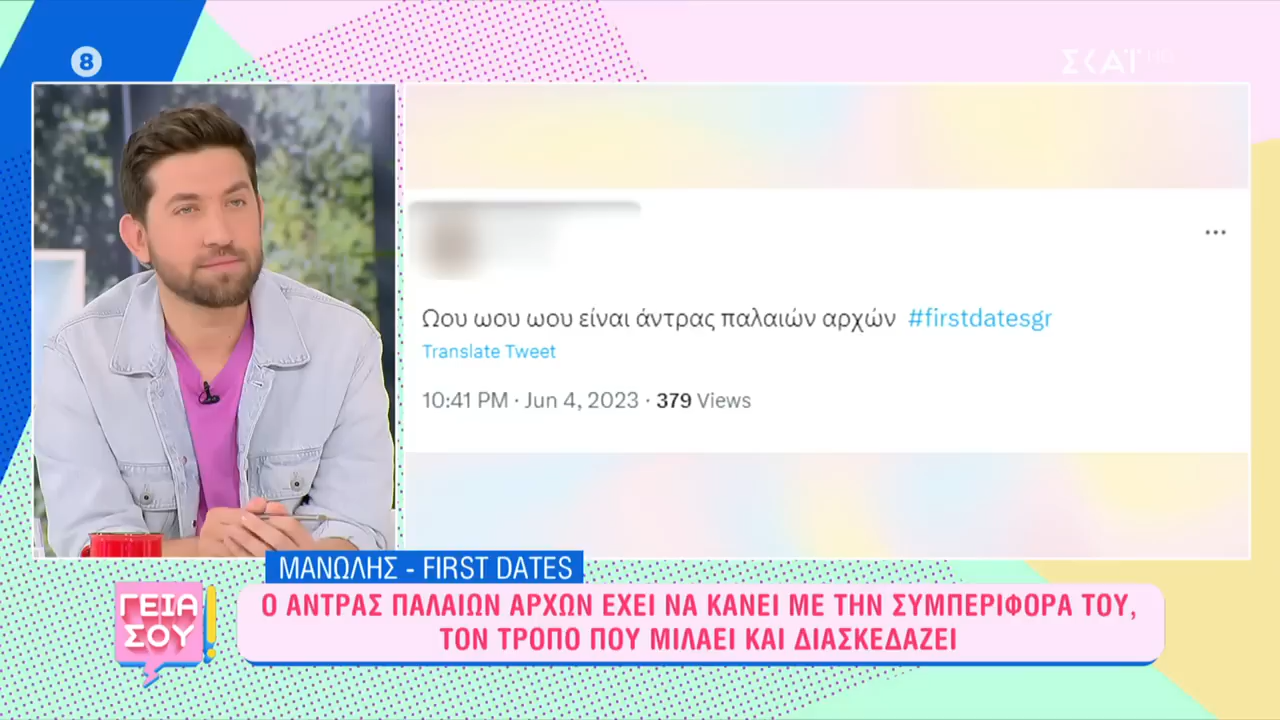 8
ΣΚΑΪ HD
Ωου ωου ωου είναι άντρας παλαιών αρχών #firstdatesgr
Translate Tweet
10:41 PM · Jun 4, 2023 · 379 Views
ΜΑΝΩΛΗΣ - FIRST DATES
ΓΕΙΑ
ΣΟΥ!
Ο ΑΝΤΡΑΣ ΠΑΛΑΙΩΝ ΑΡΧΩΝ ΕΧΕΙ ΝΑ ΚΑΝΕΙ ΜΕ ΤΗΝ ΣΥΜΠΕΡΙΦΟΡΑ ΤΟΥ,
ΤΟΝ ΤΡΟΠΟ ΠΟΥ ΜΙΛΑΕΙ ΚΑΙ ΔΙΑΣΚΕΔΑΖΕΙ